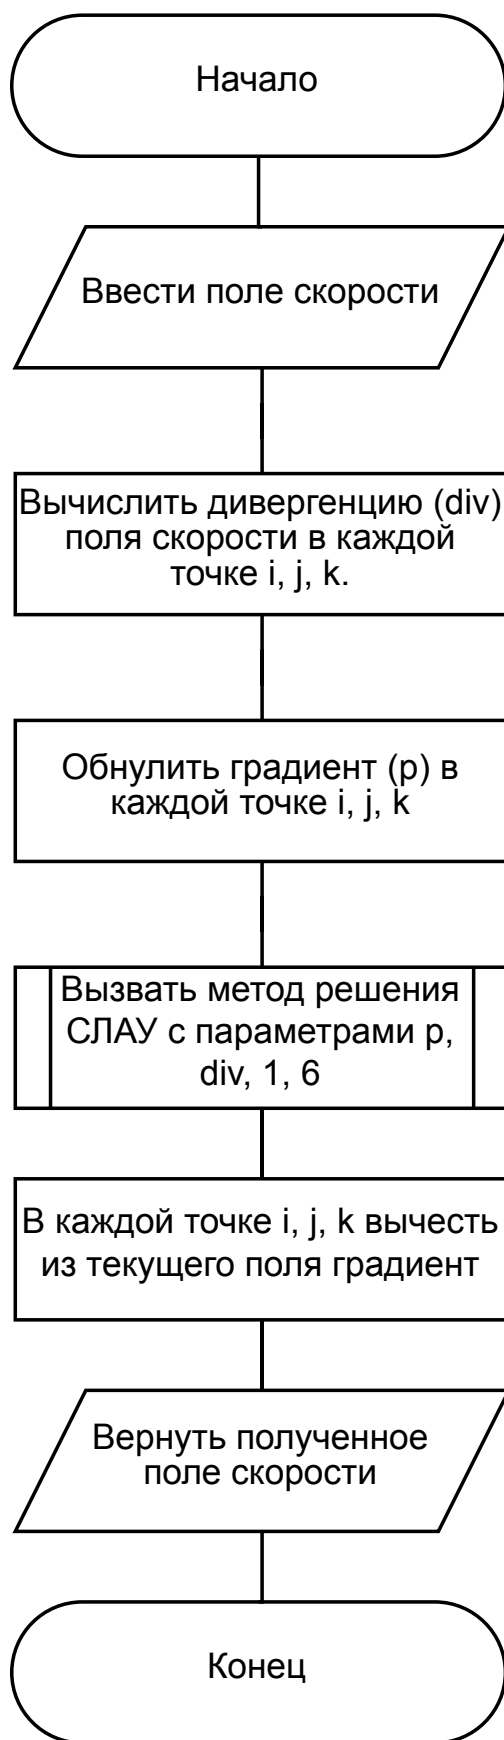 Начало
Ввести поле скорости
Вычислить дивергенцию (div)
поля скорости в каждой
точке i, j, k.
Обнулить градиент (p) в
каждой точке i, j, k
Вызвать метод решения
СЛАУ с параметрами p,
div, 1, 6
В каждой точке i, j, k вычесть
из текущего поля градиент
Вернуть полученное
поле скорости
Конец